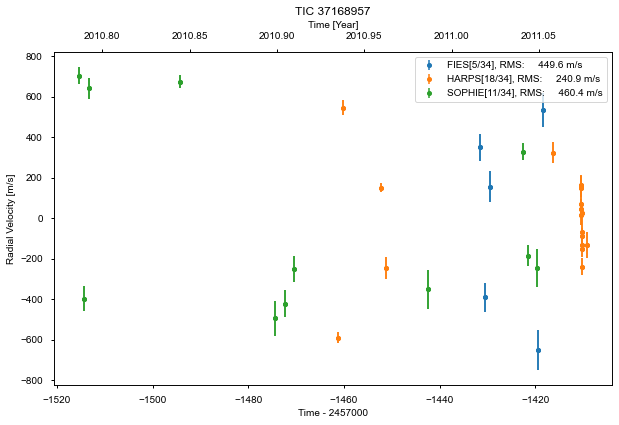 TIC 37168957
Time [Year]
2010.80 2010.85 2010.90 2010.96 2011.00 2011.05
FIES[5/34], RMS: 449.6 m/s
HARPS[18/34], RMS: 240.9 m/s
SOPHIE[11/34], RMS: 460.4 m/s
Radial Velocity [m/s]
800
600
400
200
0
−200
−400
−600
−800
−1520 −1500 −1480 −1460 −1440 −1420
Time - 2457000